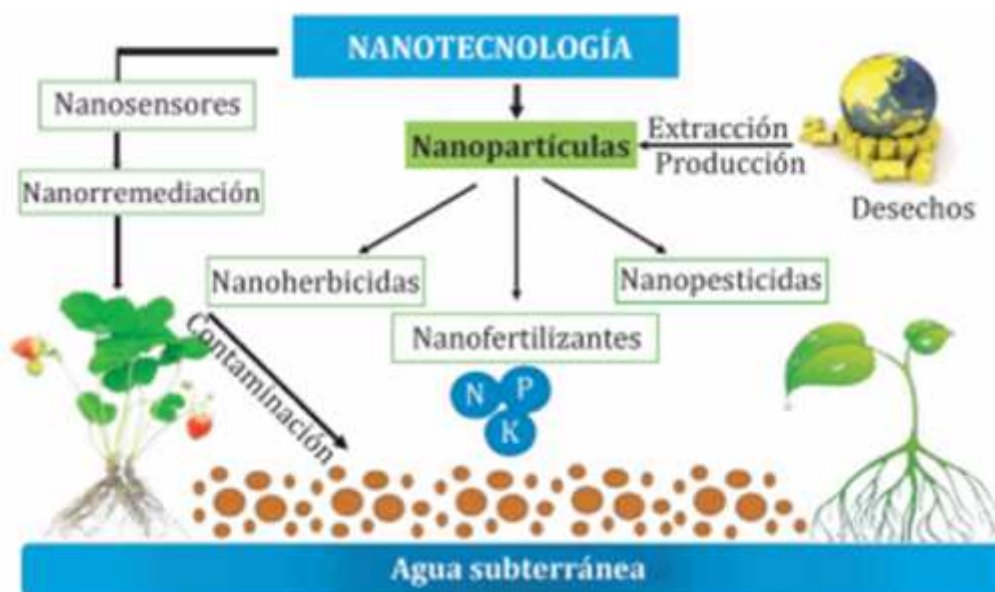 NANOTECNOLOGÍA
Nanosensores
Nanopartículas
Extracción
Producción
Nanorremediación
Desechos
Nanoherbicidas
Nanopesticidas
Nanofertilizantes
Contaminación
N
P
K
Agua subterránea